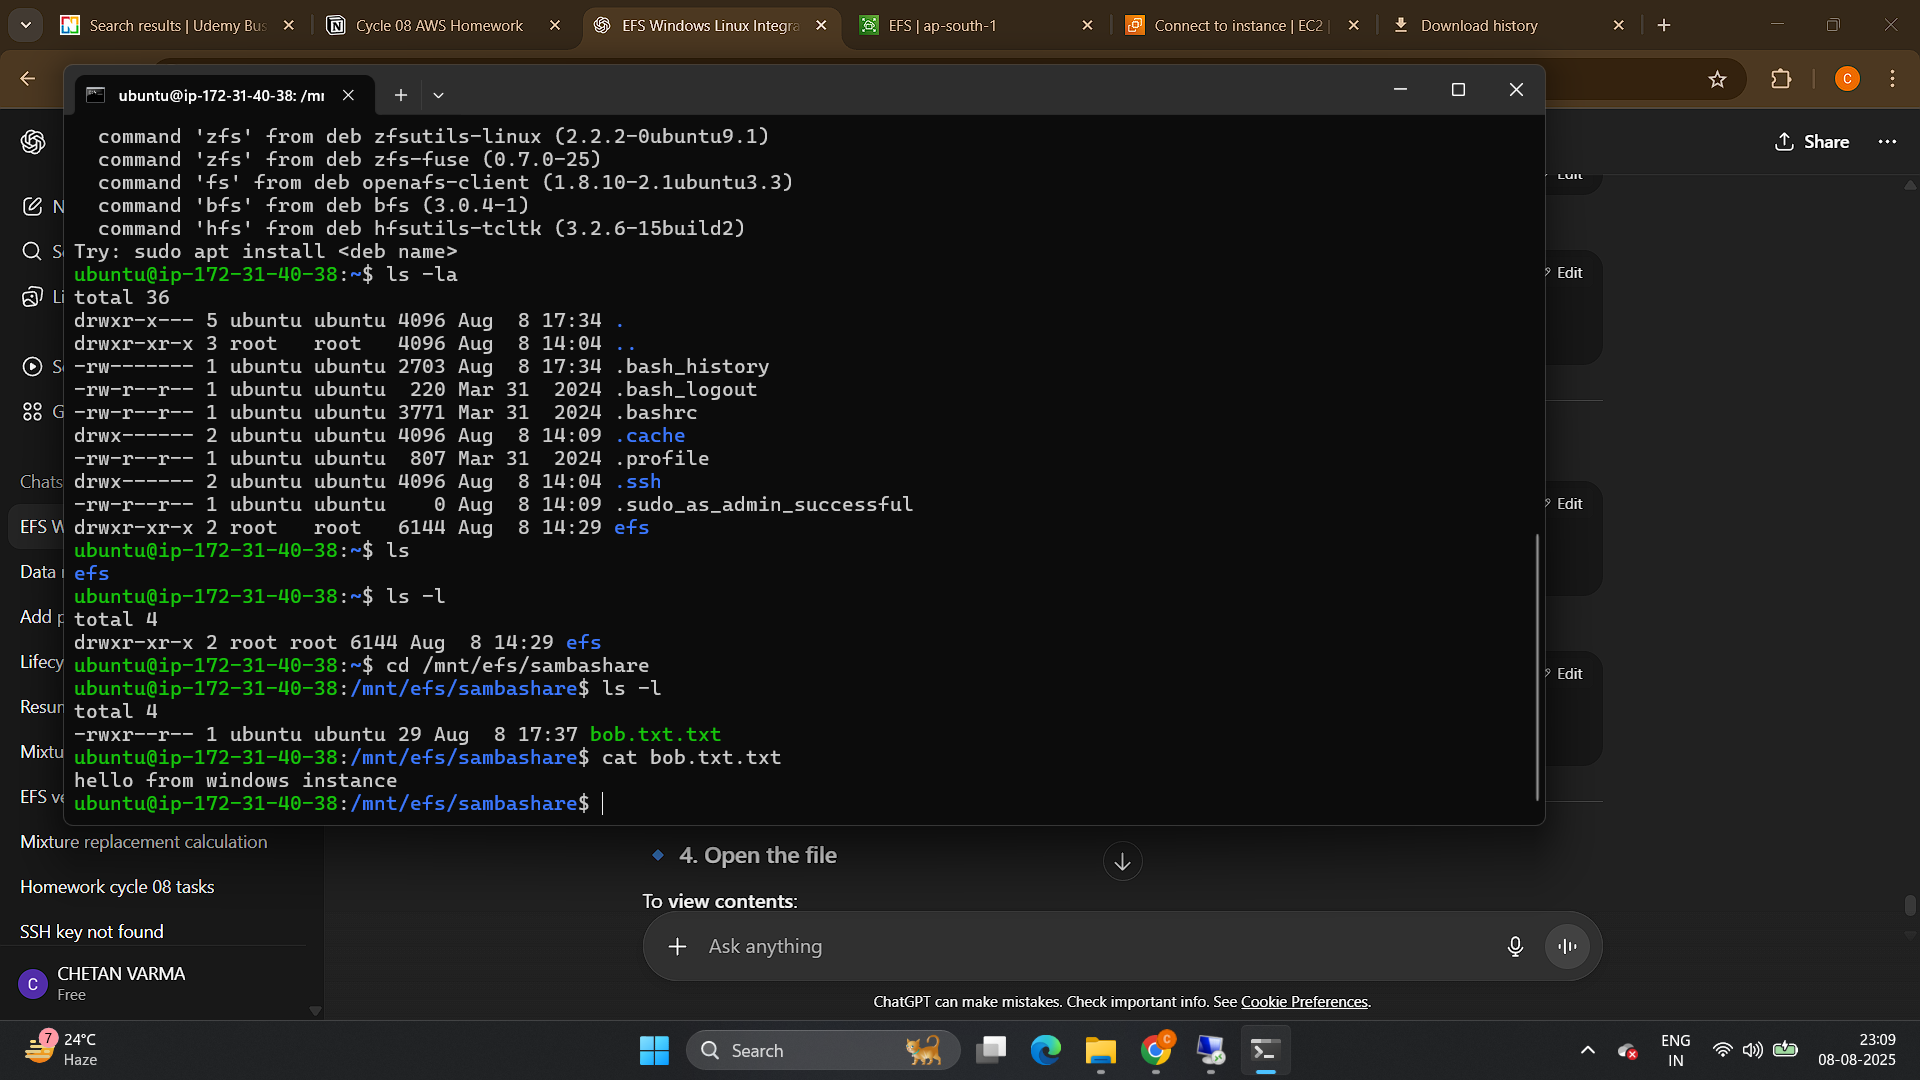 Search results | Udemy Bus
Cycle 08 AWS Homework
EFS Windows Linux Integra
EFS | ap-south-1
Connect to instance | EC2 |
Download history
C
ubuntu@ip-172-31-40-38: /mn
command 'zfs' from deb zfsutils-linux (2.2.2-0ubuntu9.1)
command 'zfs' from deb zfs-fuse (0.7.0-25)
command 'fs' from deb openafs-client (1.8.10-2.1ubuntu3.3)
command 'bfs' from deb bfs (3.0.4-1)
command 'hfs' from deb hfsutils-tcltk (3.2.6-15build2)
Try: sudo apt install <deb name>
ubuntu@ip-172-31-40-38:~$ ls -la
total 36
drwxr-x--- 5 ubuntu ubuntu 4096 Aug  8 17:34 .
drwxr-xr-x 3 root   root   4096 Aug  8 14:04 ..
-rw------- 1 ubuntu ubuntu 2703 Aug  8 17:34 .bash_history
-rw-r--r-- 1 ubuntu ubuntu  220 Mar 31  2024 .bash_logout
-rw-r--r-- 1 ubuntu ubuntu 3771 Mar 31  2024 .bashrc
drwx------ 2 ubuntu ubuntu 4096 Aug  8 14:09 .cache
-rw-r--r-- 1 ubuntu ubuntu  807 Mar 31  2024 .profile
drwx------ 2 ubuntu ubuntu 4096 Aug  8 14:04 .ssh
-rw-r--r-- 1 ubuntu ubuntu    0 Aug  8 14:09 .sudo_as_admin_successful
drwxr-xr-x 2 root   root   6144 Aug  8 14:29 efs
ubuntu@ip-172-31-40-38:~$ ls
efs
ubuntu@ip-172-31-40-38:~$ ls -l
total 4
drwxr-xr-x 2 root root 6144 Aug  8 14:29 efs
ubuntu@ip-172-31-40-38:~$ cd /mnt/efs/sambashare
ubuntu@ip-172-31-40-38:/mnt/efs/sambashare$ ls -l
total 4
-rwxr--r-- 1 ubuntu ubuntu 29 Aug  8 17:37 bob.txt.txt
ubuntu@ip-172-31-40-38:/mnt/efs/sambashare$ cat bob.txt.txt
hello from windows instance
ubuntu@ip-172-31-40-38:/mnt/efs/sambashare$
N
S
Li
S
G
Chats
EFS W
Data
Add p
Lifecy
Resum
Mixtu
EFS ve
Mixture replacement calculation
Homework cycle 08 tasks
SSH key not found
C
CHETAN VARMA
Free
Share
Edit
Edit
Edit
4. Open the file
To view contents:
Ask anything
ChatGPT can make mistakes. Check important info. See Cookie Preferences.
7
24°C
Haze
Search
C
ENG
IN
23:09
08-08-2025